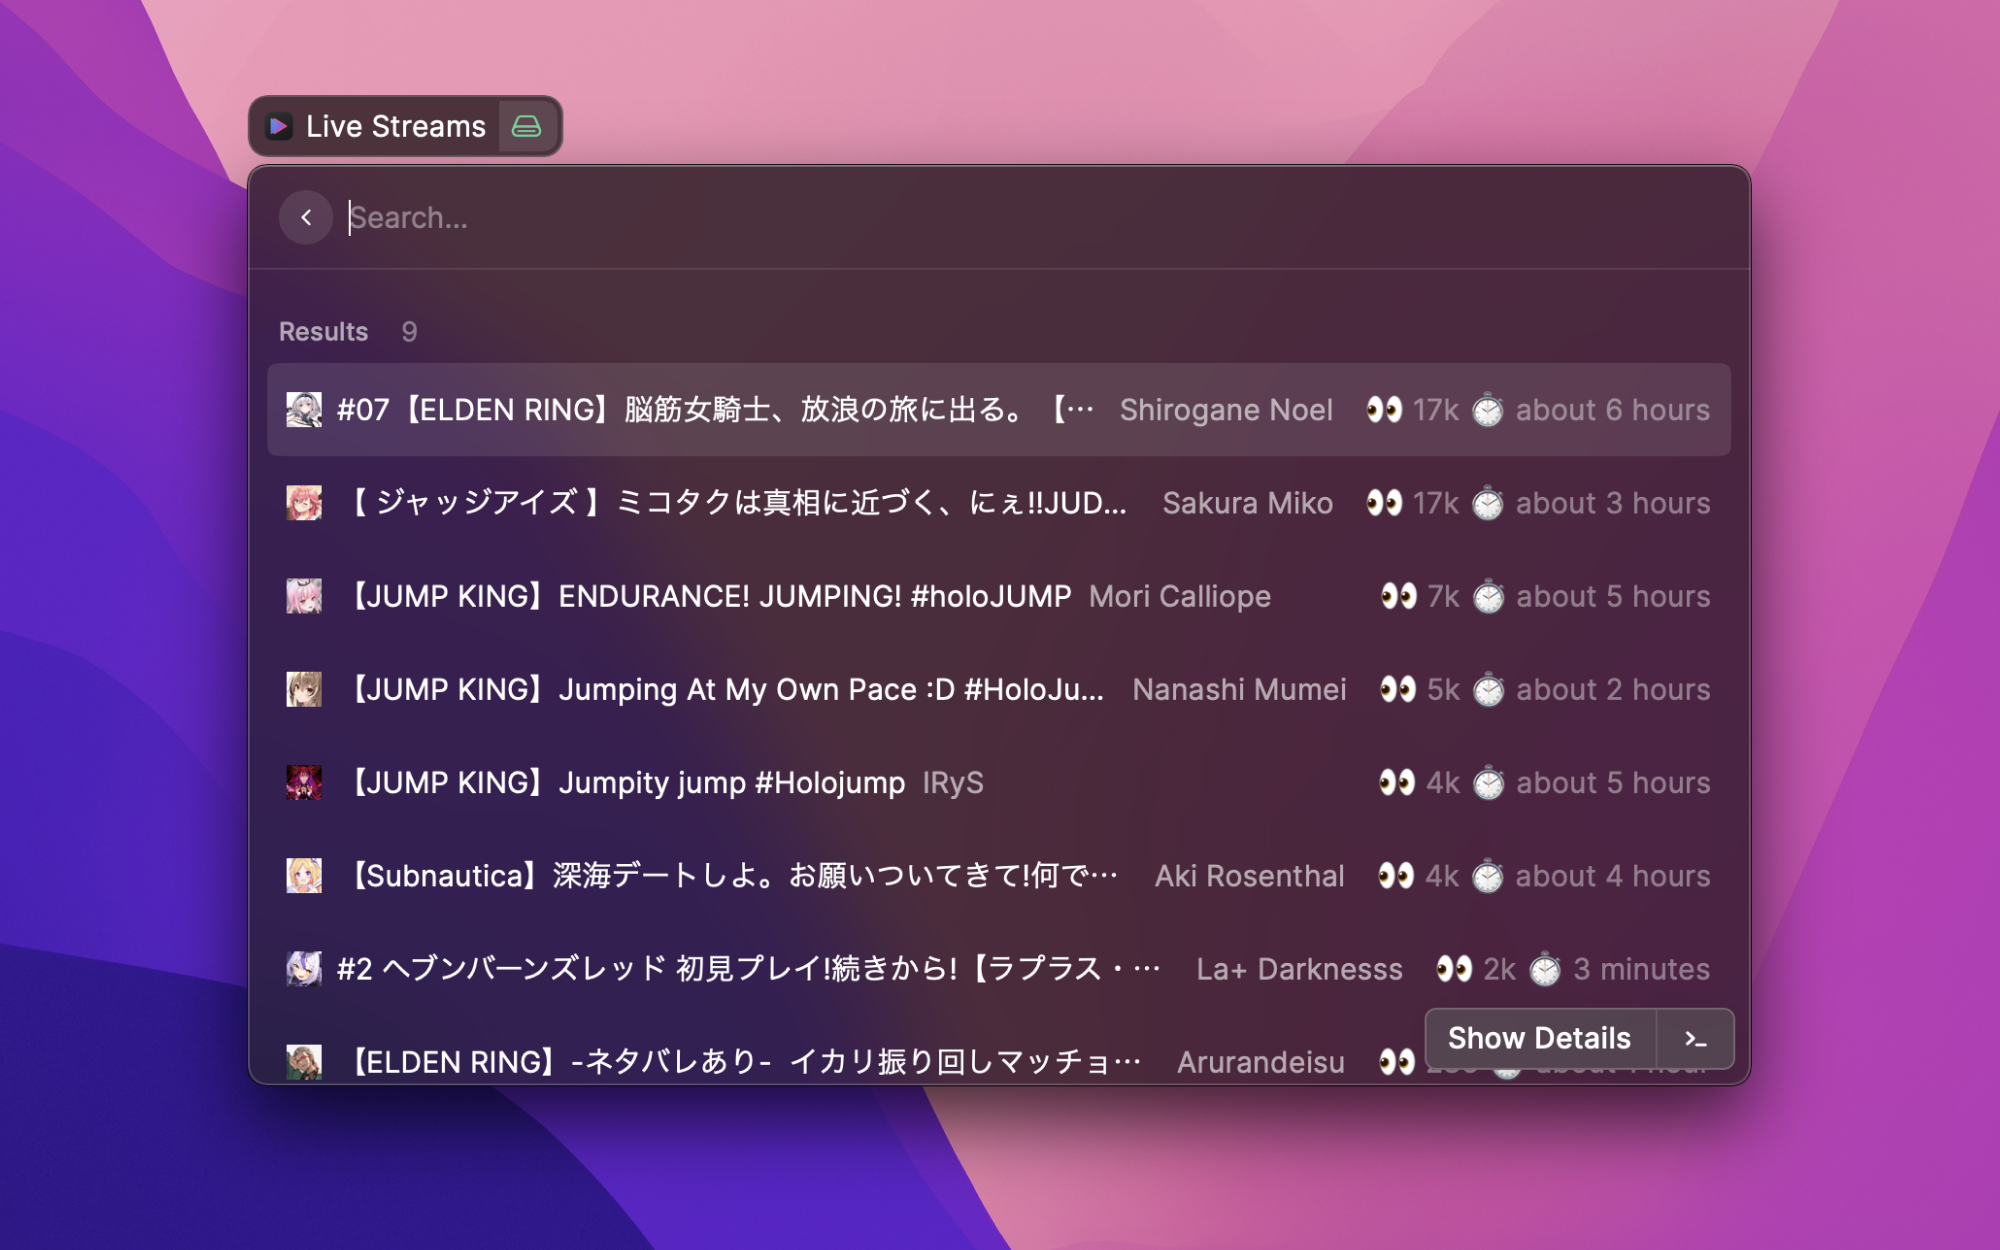 Live Streams
Search...
Results 9
#07【ELDEN RING】脳筋女騎士、放浪の旅に出る。【… Shirogane Noel 👀 17k ⏱️ about 6 hours
【 ジャッジアイズ 】ミコタクは真相に近づく、にぇ!!JUD... Sakura Miko 👀 17k ⏱️ about 3 hours
【JUMP KING】ENDURANCE! JUMPING! #holoJUMP Mori Calliope 👀 7k ⏱️ about 5 hours
【JUMP KING】Jumping At My Own Pace :D #HoloJu... Nanashi Mumei 👀 5k ⏱️ about 2 hours
【JUMP KING】Jumpity jump #Holojump IRyS 👀 4k ⏱️ about 5 hours
【Subnautica】深海デートしよ。お願いついてきて!何で… Aki Rosenthal 👀 4k ⏱️ about 4 hours
#2 ヘブンバーンズレッド 初見プレイ!続きから!【ラプラス・… La+ Darknesss 👀 2k ⏱️ 3 minutes
【ELDEN RING】-ネタバレあり- イカリ振り回しマッチョ… Arurandeisu 👀
Show Details